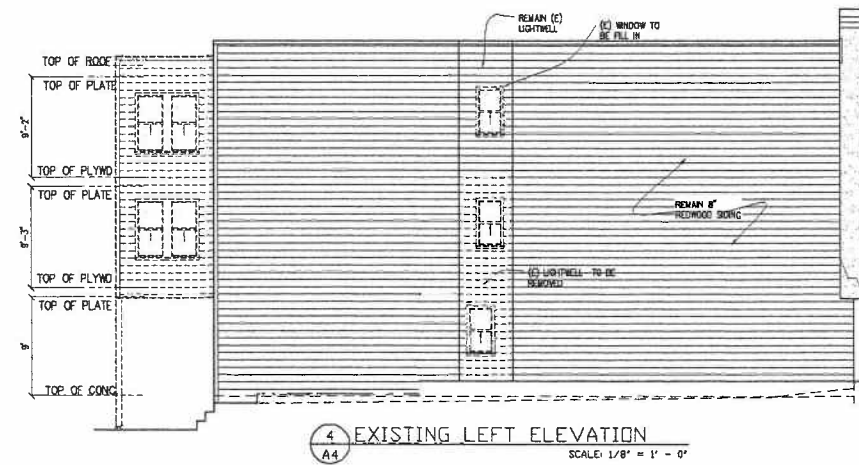 REMAIN (E)
LIGHTWELL
(E) WINDOW TO
BE FILL IN
TOP OF ROOF
TOP OF PLATE
9'-2"
TOP OF PLYWD
TOP OF PLATE
9'-3"
TOP OF PLYWD
TOP OF PLATE
9'
TOP OF CONC
REMAIN 8"
REDWOOD SIDING
(E) LIGHTWELL TO BE
REMOVED
4
A4
EXISTING LEFT ELEVATION
SCALE: 1/8" = 1' - 0"